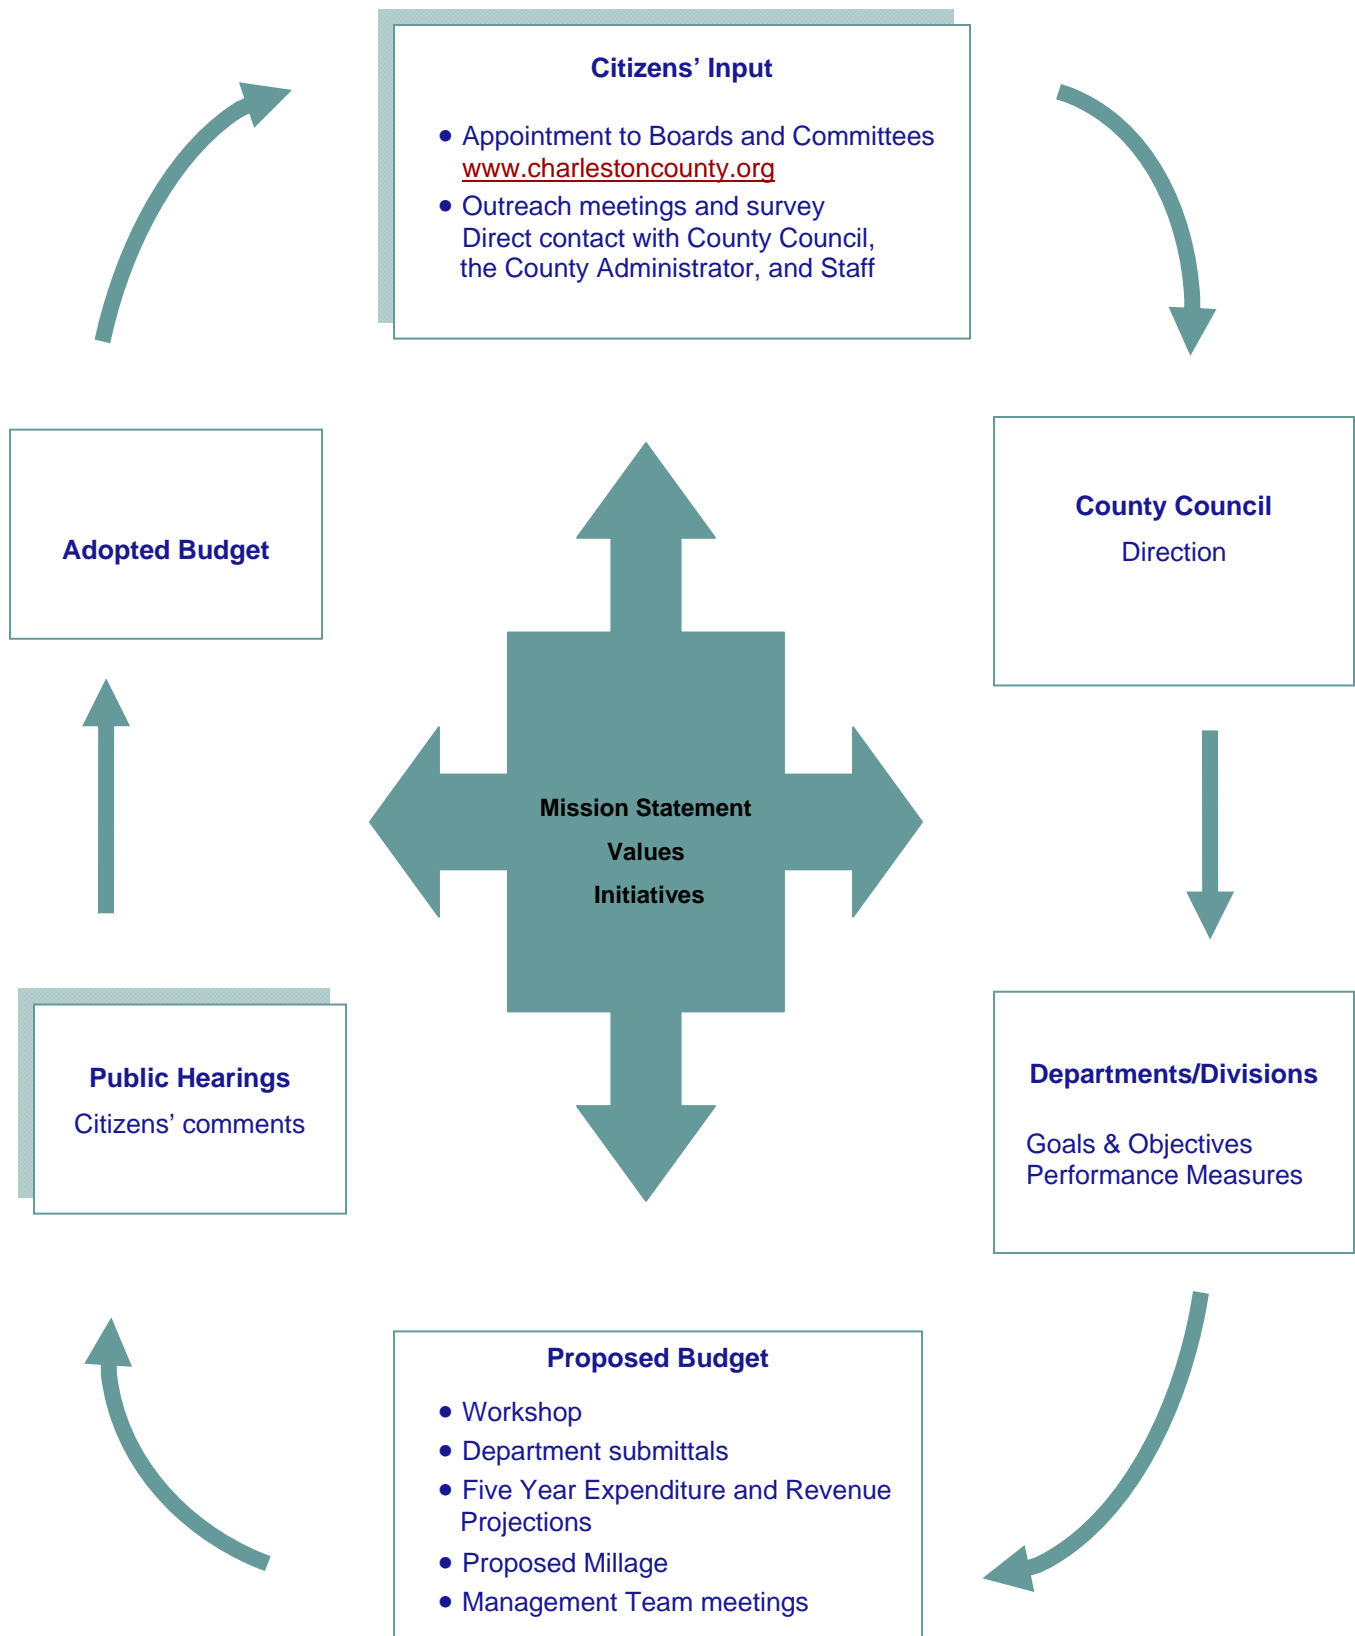 Citizens’ Input
● Appointment to Boards and Committees
www.charlestoncounty.org
● Outreach meetings and survey
Direct contact with County Council,
the County Administrator, and Staff
County Council
Direction
Departments/Divisions
Goals & Objectives
Performance Measures
Proposed Budget
● Workshop
● Department submittals
● Five Year Expenditure and Revenue
Projections
● Proposed Millage
● Management Team meetings
Public Hearings
Citizens’ comments
Adopted Budget
Mission Statement
Values
Initiatives